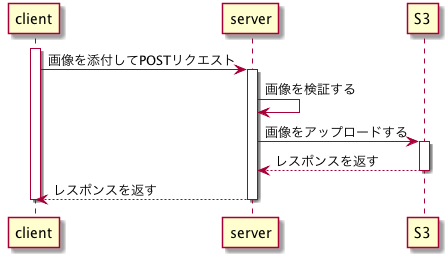 client server S3
画像を添付してPOSTリクエスト
画像を検証する
画像をアップロードする
レスポンスを返す
レスポンスを返す
client server S3